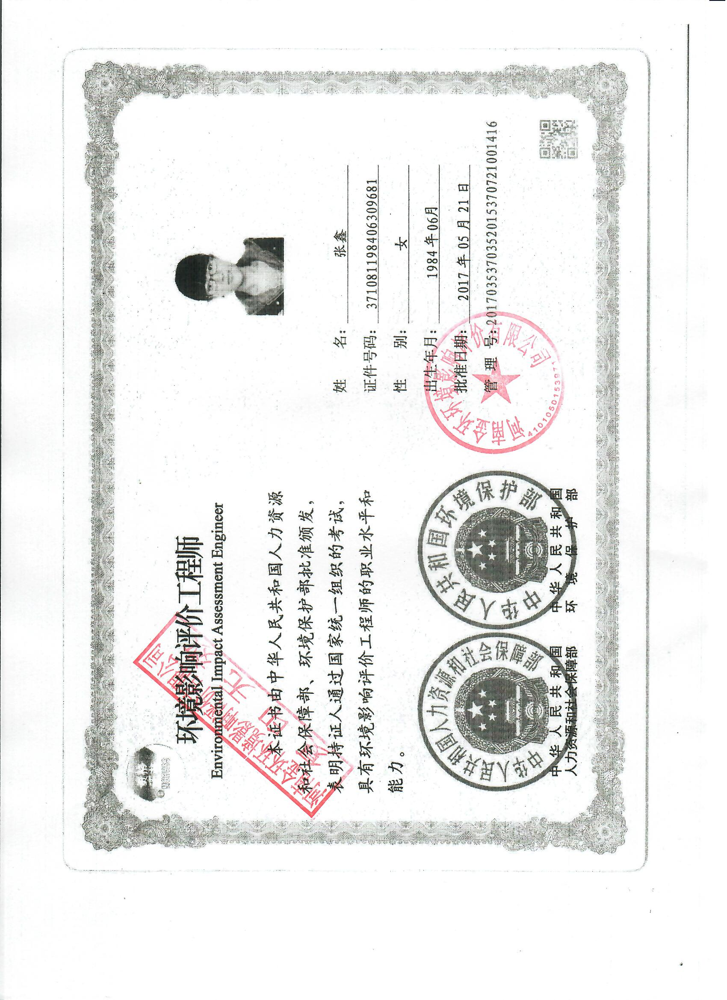 环境影响评价工程师
Environmental Impact Assessment Engineer
本证书由中华人民共和国人力资源
和社会保障部、环境保护部批准颁发，
表明持证人通过国家统一组织的考试，
具有环境影响评价工程师的职业水平和
能力。
中华人民共和国人力资源和社会保障部
中华人民共和国
人力资源和社会保障部
中华人民共和国环境保护部
中华人民共和国
环境保护部
姓 名：张鑫
证件号码：371081198406309681
性 别：女
出生年月：1984年06月
批准日期：2017年05月21日
管 理 号：2017035370352015370721001416
环境影响评价有限公司
4101050153971